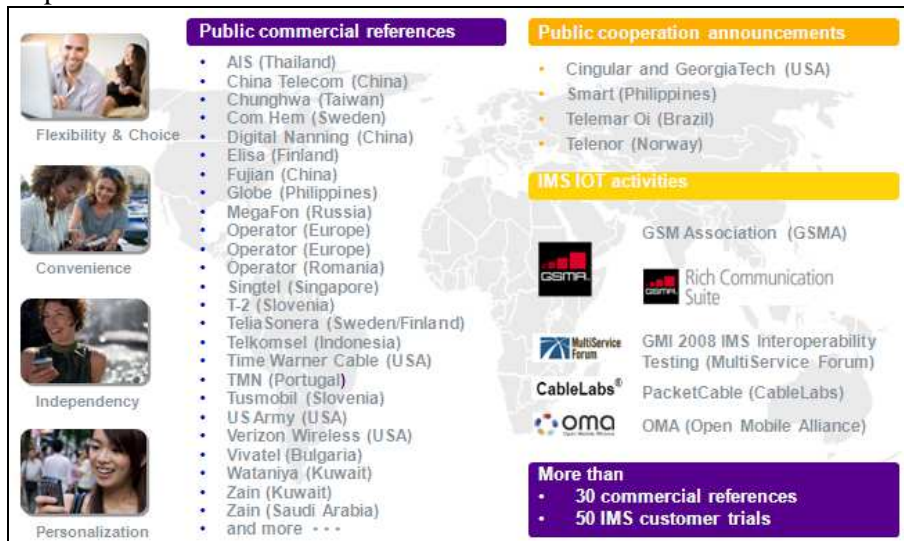 Flexibility & Choice
Convenience
Independency
Personalization
Public commercial references
• AIS (Thailand)
• China Telecom (China)
• Chunghwa (Taiwan)
• Com Hem (Sweden)
• Digital Nanning (China)
• Elisa (Finland)
• Fujian (China)
• Globe (Philippines)
• MegaFon (Russia)
• Operator (Europe)
• Operator (Europe)
• Operator (Romania)
• Singtel (Singapore)
• T-2 (Slovenia)
• TeliaSonera (Sweden/Finland)
• Telkomsel (Indonesia)
• Time Warner Cable (USA)
• TMN (Portugal)
• Tusmobil (Slovenia)
• US Army (USA)
• Verizon Wireless (USA)
• Vivatel (Bulgaria)
• Wataniya (Kuwait)
• Zain (Kuwait)
• Zain (Saudi Arabia)
• and more • • •
Public cooperation announcements
• Cingular and GeorgiaTech (USA)
• Smart (Philippines)
• Telemar Oi (Brazil)
• Telenor (Norway)
IMS IOT activities
GSMA
GSM Association (GSMA)
GSMA
Rich Communication
Suite
MultiService
Forum
GMI 2008 IMS Interoperability
Testing (MultiService Forum)
CableLabs®
PacketCable (CableLabs)
oma
Open Mobile Alliance
OMA (Open Mobile Alliance)
More than
• 30 commercial references
• 50 IMS customer trials